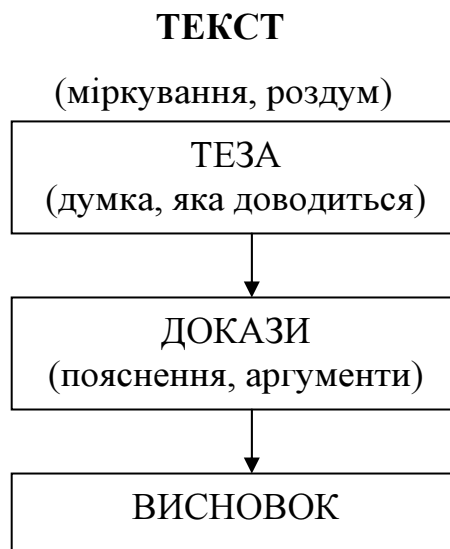 ТЕКСТ
(міркування, роздум)
ТЕЗА
(думка, яка доводиться)
ДОКАЗИ
(пояснення, аргументи)
ВИСНОВОК